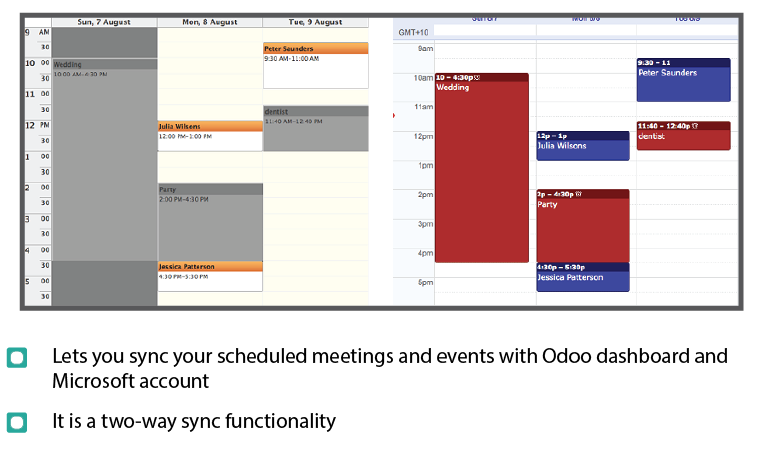 Sun, 7 August Mon, 8 August Tue, 9 August
9 AM
30
10 00
30
11 00
30
12 PM
30
1 00
30
2 00
30
3 00
30
4 00
30
5 00
30
Wedding
10:00 AM–4:30 PM
Julia Wilsons
12:00 PM–1:00 PM
Party
2:00 PM–4:30 PM
Jessica Patterson
4:30 PM–5:30 PM
Peter Saunders
9:30 AM–11:00 AM
dentist
11:40 AM–12:40 PM
Sun 8/7 Mon 8/8 Tue 8/9
GMT+10
9am
10am
11am
12pm
1pm
2pm
3pm
4pm
5pm
10 – 4:30p
Wedding
12p – 1p
Julia Wilsons
2p – 4:30p
Party
4:30p – 5:30p
Jessica Patterson
9:30 – 11
Peter Saunders
11:40 – 12:40p
dentist
Lets you sync your scheduled meetings and events with Odoo dashboard and
Microsoft account
It is a two-way sync functionality